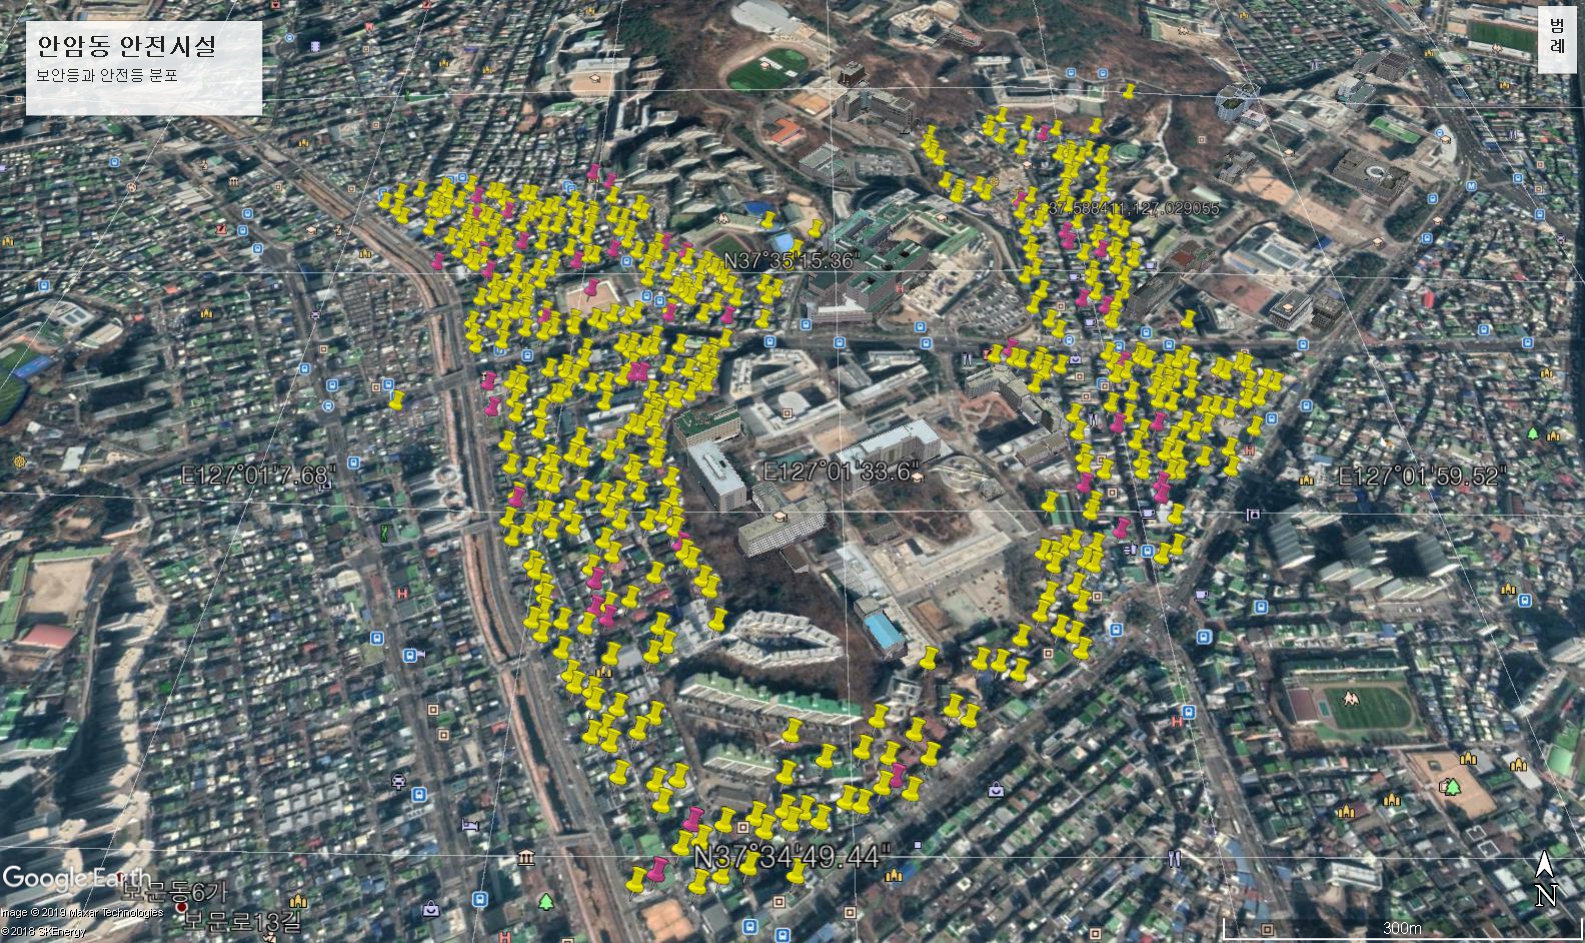 안암동 안전시설
보안등과 안전등 분포
범
례
37.588411,127.029055
N37°35'15.36"
E127°01'7.68"
E127°01'33.6"
E127°01'59.52"
N37°34'49.44"
Google Earth
보문동6가
보문로13길
Image © 2019 Maxar Technologies
© 2018 SKEnergy
N
300m